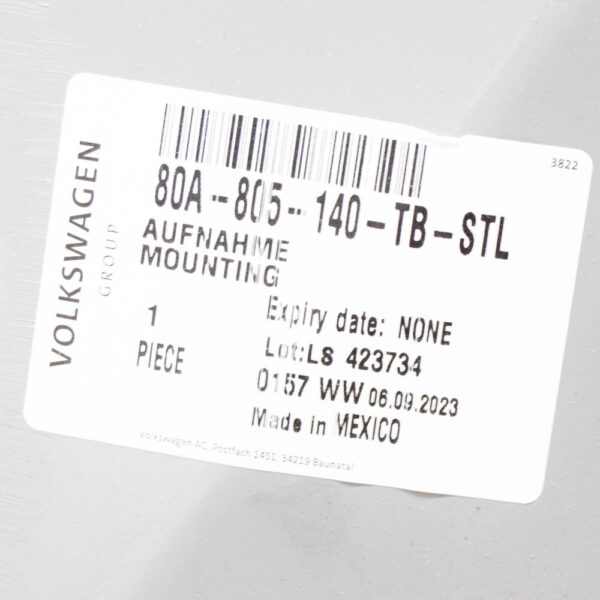 3822
VOLKSWAGEN
GROUP
80A-805-140-TB-STL
AUFNAHME
MOUNTING
1
PIECE
Expiry date: NONE
Lot:LS 423734
0157 WW 06.09.2023
Made in MEXICO
Volkswagen AG, Postfach 1451, 34219 Baunatal